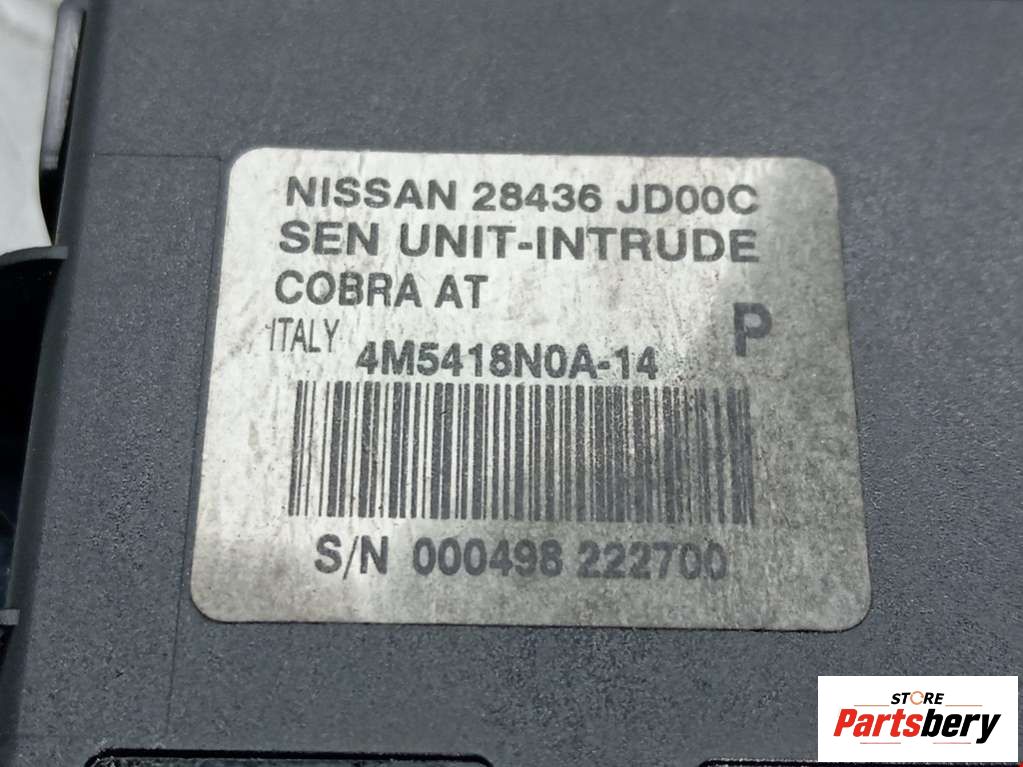 NISSAN 28436 JD00C
SEN UNIT-INTRUDE
COBRA AT
P
ITALY 4M5418N0A-14
S/N 000498 222700
STORE
Partsbery